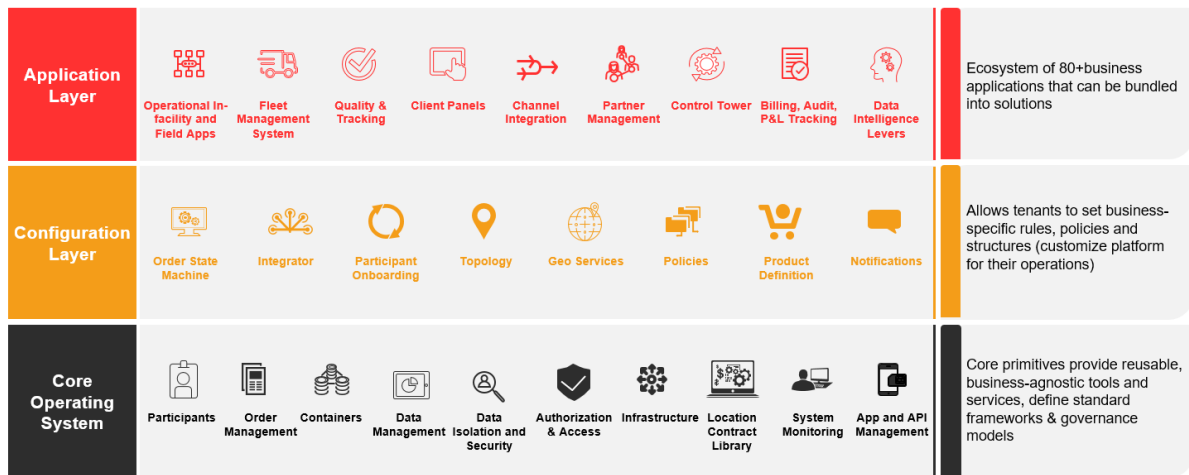 Application
Layer
Operational In-
facility and
Field Apps
Fleet
Management
System
Quality &
Tracking
Client Panels
Channel
Integration
Partner
Management
Control Tower
Billing, Audit,
P&L Tracking
Data
Intelligence
Levers
Ecosystem of 80+business
applications that can be bundled
into solutions
Configuration
Layer
Order State
Machine
Integrator
Participant
Onboarding
Topology
Geo Services
Policies
Product
Definition
Notifications
Allows tenants to set business-
specific rules, policies and
structures (customize platform
for their operations)
Core
Operating
System
Participants
Order
Management
Containers
Data
Management
Data
Isolation and
Security
Authorization
& Access
Infrastructure
Location
Contract
Library
System
Monitoring
App and API
Management
Core primitives provide reusable,
business-agnostic tools and
services, define standard
frameworks & governance
models